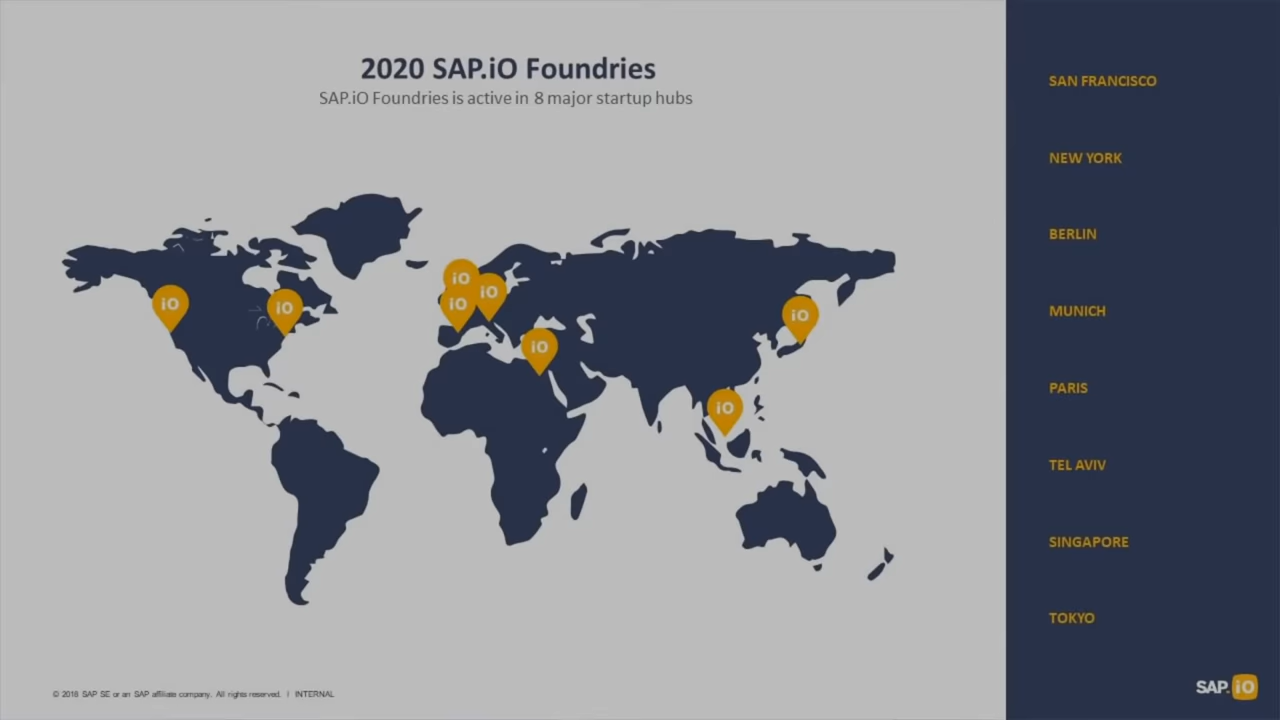 2020 SAP.iO Foundries
SAP.iO Foundries is active in 8 major startup hubs
SAN FRANCISCO
NEW YORK
BERLIN
MUNICH
PARIS
TEL AVIV
SINGAPORE
TOKYO
iO
iO
iO
iO
iO
iO
iO
iO
© 2018 SAP SE or an SAP affiliate company. All rights reserved. | INTERNAL
SAP.iO